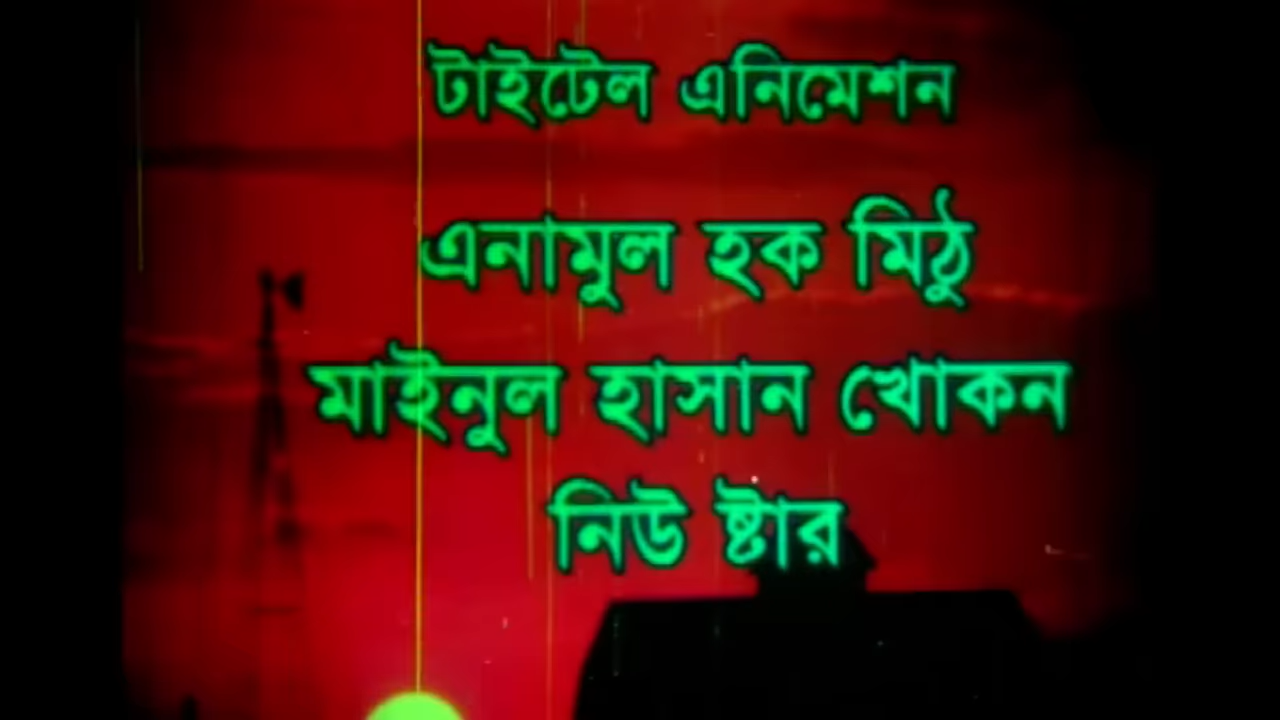 টাইটেল এনিমেশন
এনামুল হক মিঠু
মাইনুল হাসান খোকন
নিউ ষ্টার